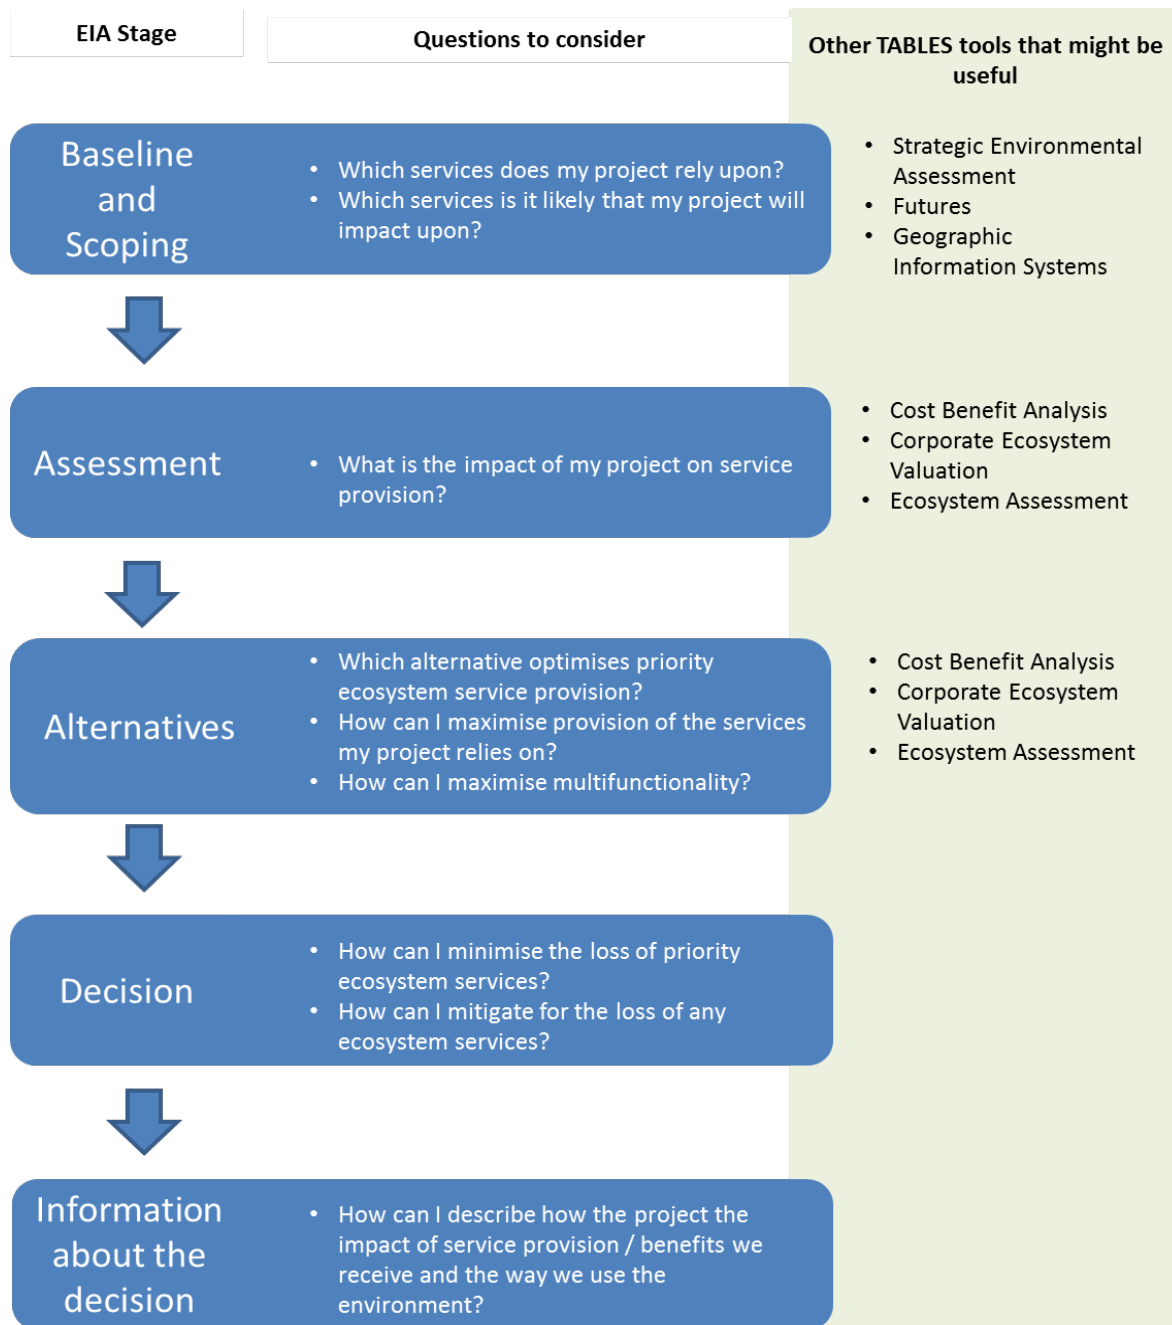 EIA Stage
Questions to consider
Other TABLES tools that might be
useful
Baseline
and
Scoping
• Which services does my project rely upon?
• Which services is it likely that my project will
impact upon?
• Strategic Environmental
Assessment
• Futures
• Geographic
Information Systems
Assessment
• What is the impact of my project on service
provision?
• Cost Benefit Analysis
• Corporate Ecosystem
Valuation
• Ecosystem Assessment
Alternatives
• Which alternative optimises priority
ecosystem service provision?
• How can I maximise provision of the services
my project relies on?
• How can I maximise multifunctionality?
• Cost Benefit Analysis
• Corporate Ecosystem
Valuation
• Ecosystem Assessment
Decision
• How can I minimise the loss of priority
ecosystem services?
• How can I mitigate for the loss of any
ecosystem services?
Information
about the
decision
• How can I describe how the project the
impact of service provision / benefits we
receive and the way we use the
environment?